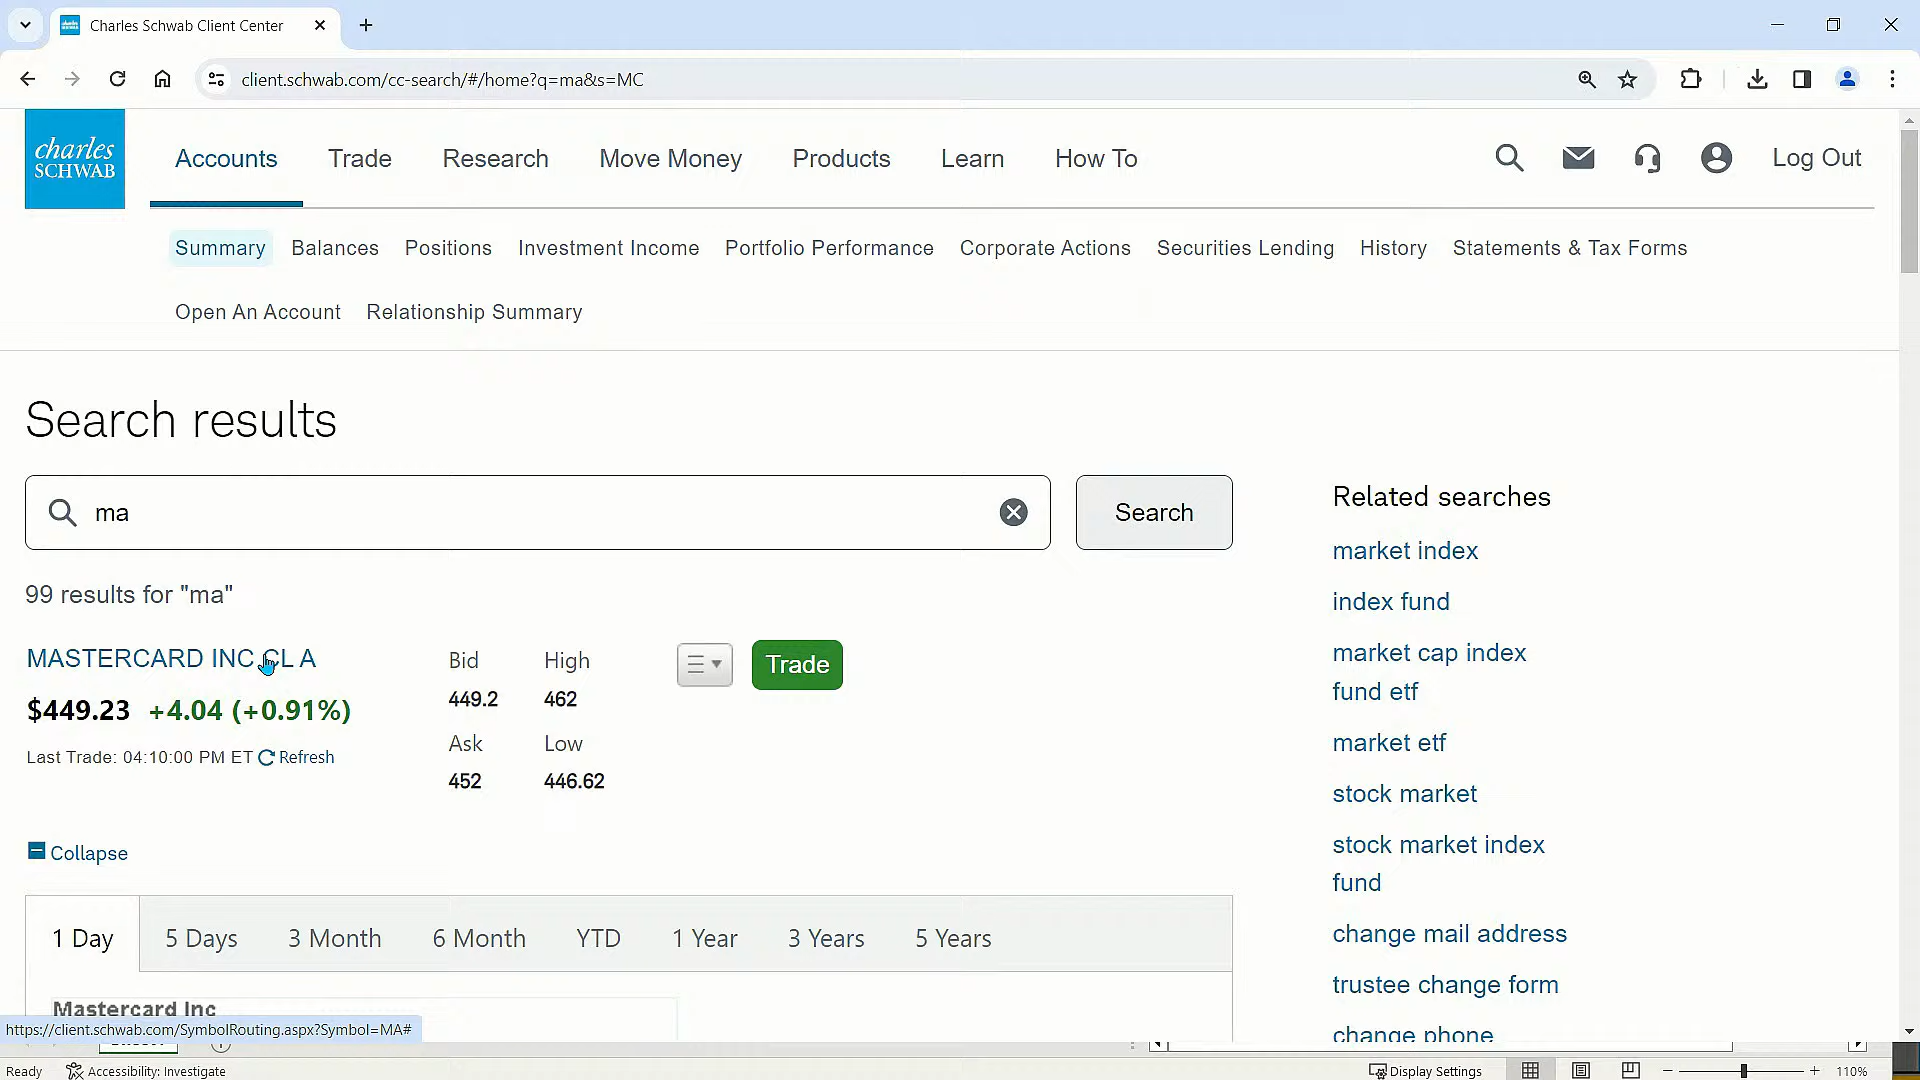 Charles Schwab Client Center
client.schwab.com/cc-search/#/home?q=ma&s=MC
charles
SCHWAB
Accounts Trade Research Move Money Products Learn How To Log Out
Summary Balances Positions Investment Income Portfolio Performance Corporate Actions Securities Lending History Statements & Tax Forms
Open An Account Relationship Summary
Search results
ma
Search
99 results for "ma"
MASTERCARD INC CL A
$449.23 +4.04 (+0.91%)
Last Trade: 04:10:00 PM ET Refresh
Bid High
449.2 462
Ask Low
452 446.62
Trade
Collapse
1 Day 5 Days 3 Month 6 Month YTD 1 Year 3 Years 5 Years
Mastercard Inc
Related searches
market index
index fund
market cap index
fund etf
market etf
stock market
stock market index
fund
change mail address
trustee change form
change phone
https://client.schwab.com/SymbolRouting.aspx?Symbol=MA#
Ready Accessibility: Investigate Display Settings 110%